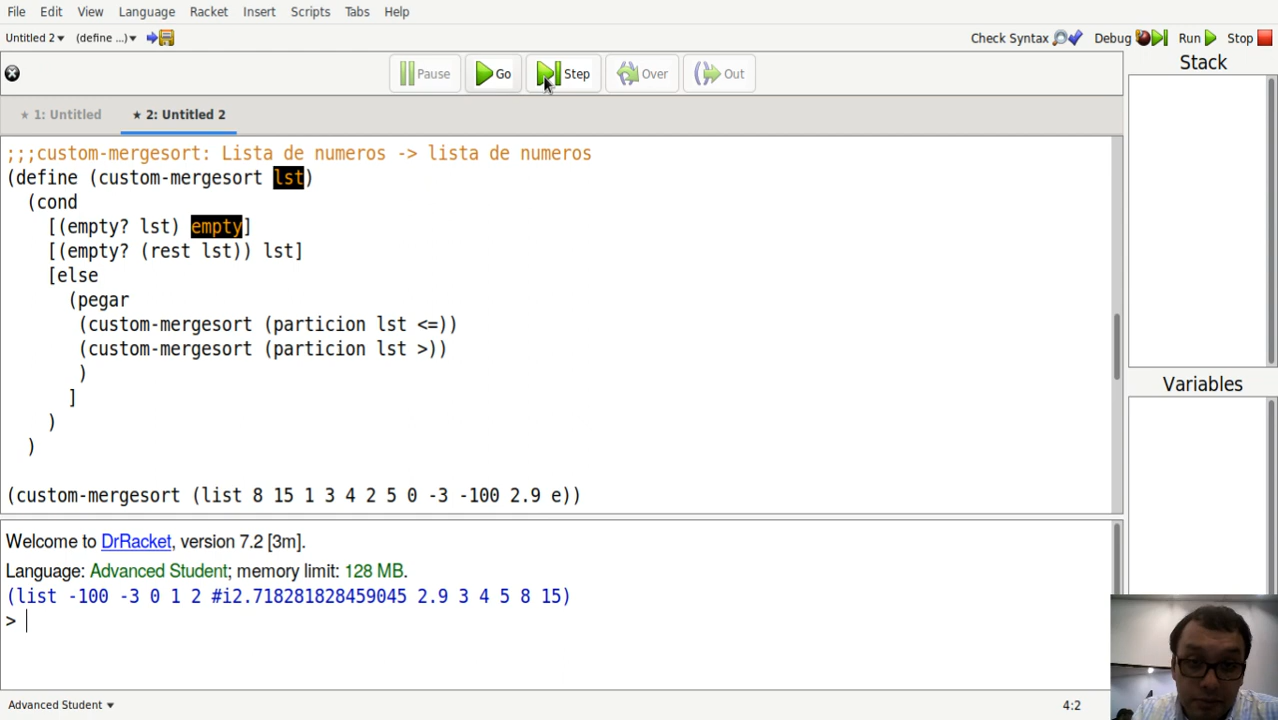 File Edit View Language Racket Insert Scripts Tabs Help
Untitled 2 (define ...) Check Syntax Debug Run Stop
Pause Go Step Over Out
Stack
1: Untitled 2: Untitled 2
;;;custom-mergesort: Lista de numeros -> lista de numeros
(define (custom-mergesort lst)
(cond
[(empty? lst) empty]
[(empty? (rest lst)) lst]
[else
(pegar
(custom-mergesort (particion lst <=))
(custom-mergesort (particion lst >))
)
]
)
)
(custom-mergesort (list 8 15 1 3 4 2 5 0 -3 -100 2.9 e))
Variables
Welcome to DrRacket, version 7.2 [3m].
Language: Advanced Student; memory limit: 128 MB.
(list -100 -3 0 1 2 #i2.718281828459045 2.9 3 4 5 8 15)
>
Advanced Student 4:2